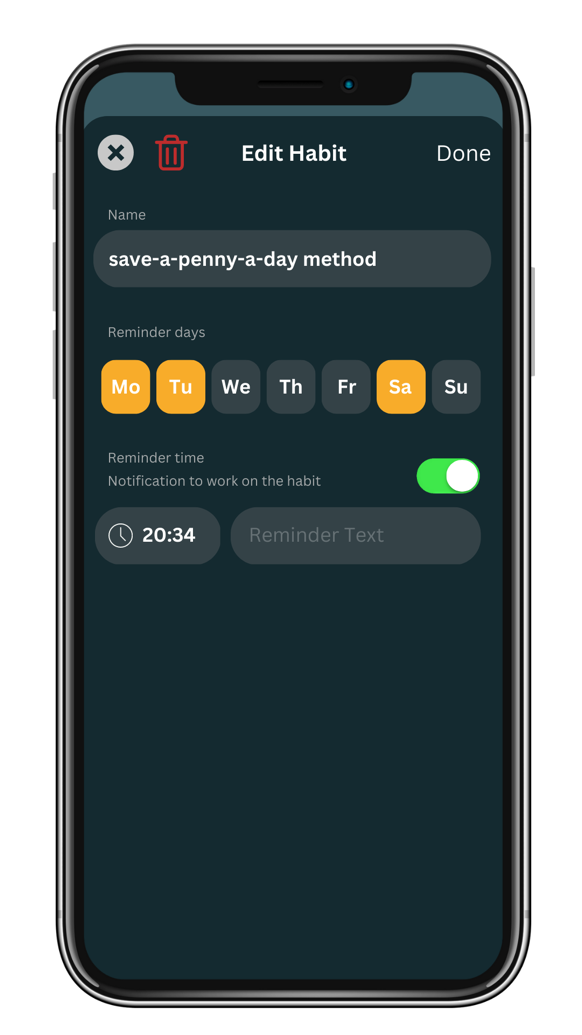 Edit Habit
Done
Name
save-a-penny-a-day method
Reminder days
Mo Tu We Th Fr Sa Su
Reminder time
Notification to work on the habit
20:34
Reminder Text